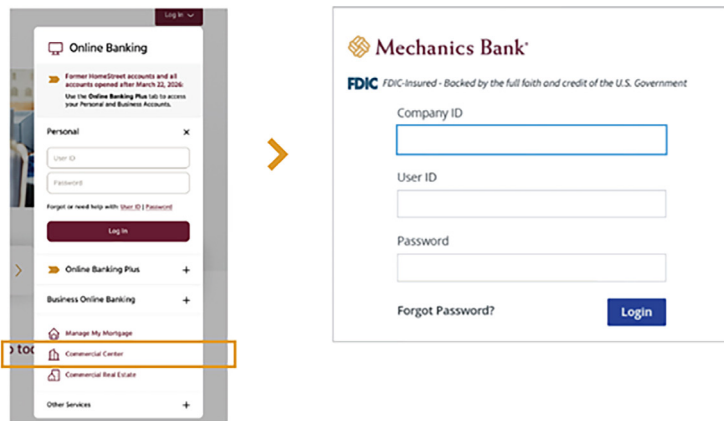 Log In
Online Banking
Former HomeStreet accounts and all
accounts opened after March 22, 2026:
Use the Online Banking Plus tab to access
your Personal and Business Accounts.
Personal
User ID
Password
Forgot or need help with: User ID | Password
Log In
Online Banking Plus
Business Online Banking
Manage My Mortgage
Commercial Center
Commercial Real Estate
Other Services
Mechanics Bank
FDIC FDIC-Insured - Backed by the full faith and credit of the U.S. Government
Company ID
User ID
Password
Forgot Password?
Login